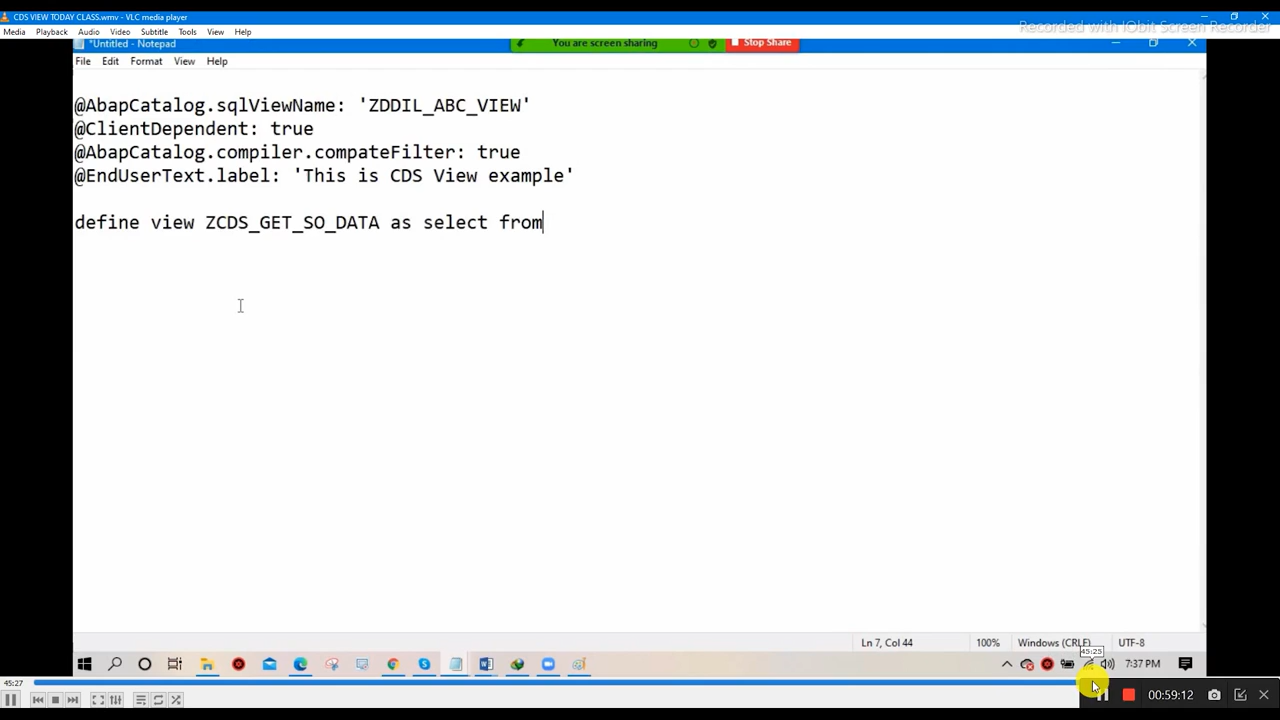 CDS VIEW TODAY CLASS.wmv - VLC media player
Media Playback Audio Video Subtitle Tools View Help
Recorded with IObit Screen Recorder
*Untitled - Notepad
You are screen sharing
Stop Share
File Edit Format View Help
@AbapCatalog.sqlViewName: 'ZDDIL_ABC_VIEW'
@ClientDependent: true
@AbapCatalog.compiler.compateFilter: true
@EndUserText.label: 'This is CDS View example'
define view ZCDS_GET_SO_DATA as select from
Ln 7, Col 44 100% Windows (CRLF) UTF-8
45:25
7:37 PM
45:27
00:59:12